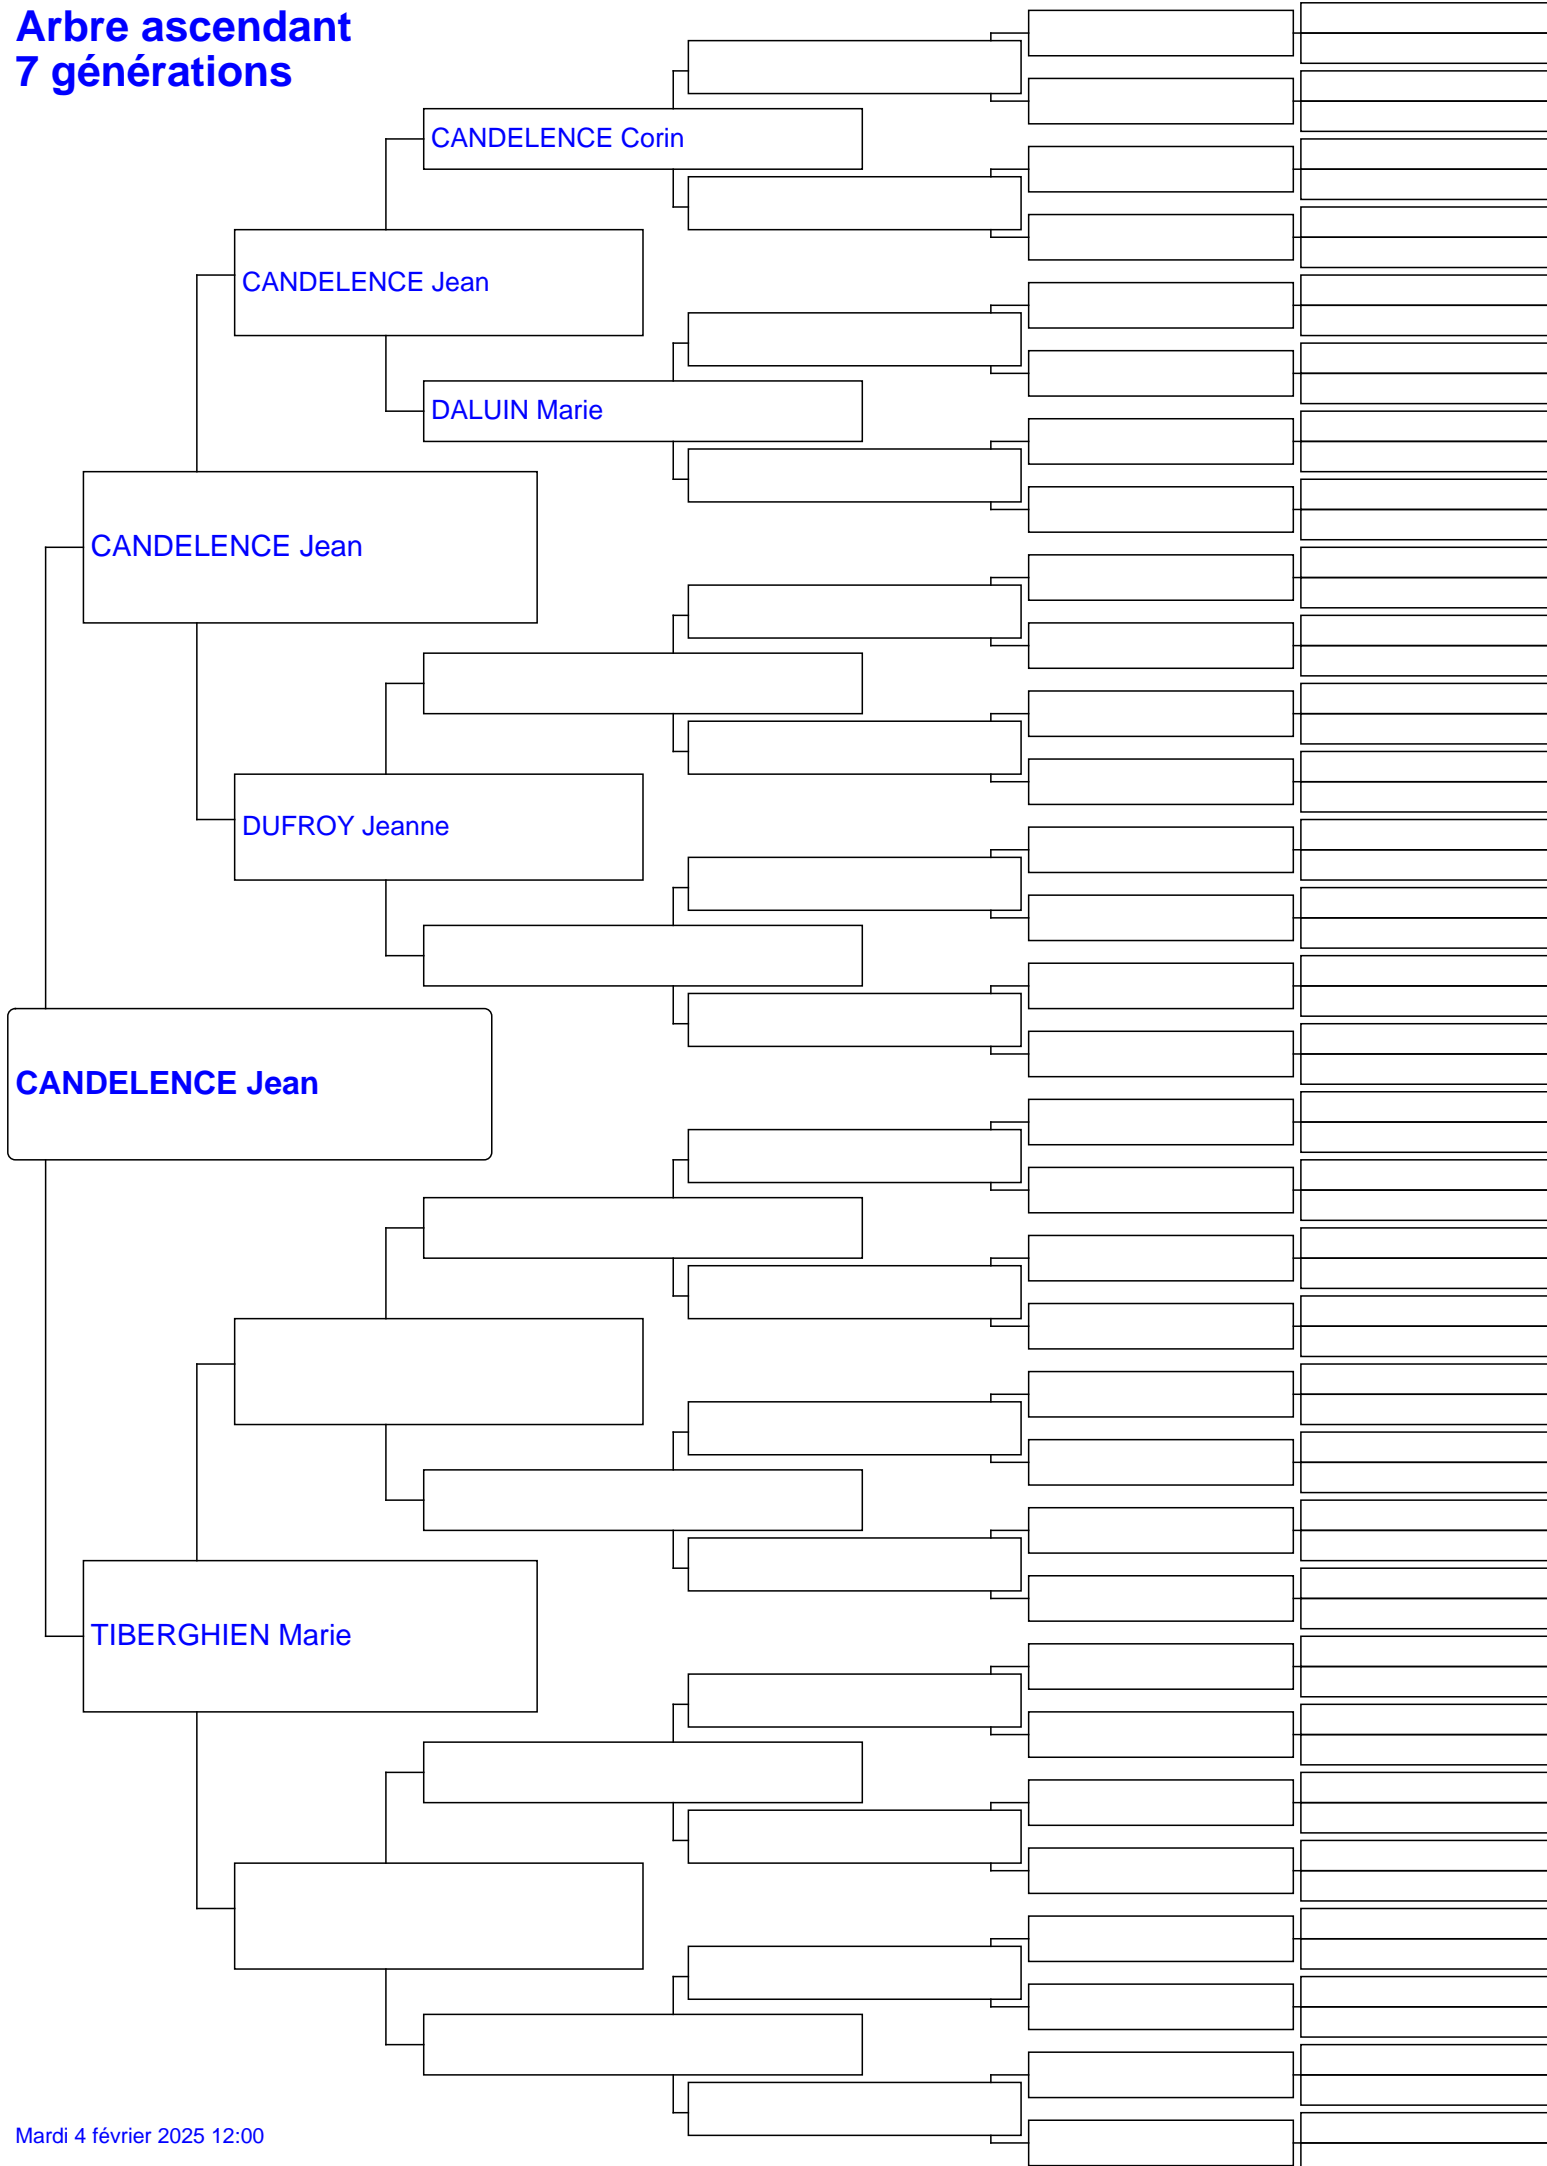 Arbre ascendant
7 générations
CANDELENCE Corin
CANDELENCE Jean
DALUIN Marie
CANDELENCE Jean
DUFROY Jeanne
CANDELENCE Jean
TIBERGHIEN Marie
Mardi 4 février 2025 12:00